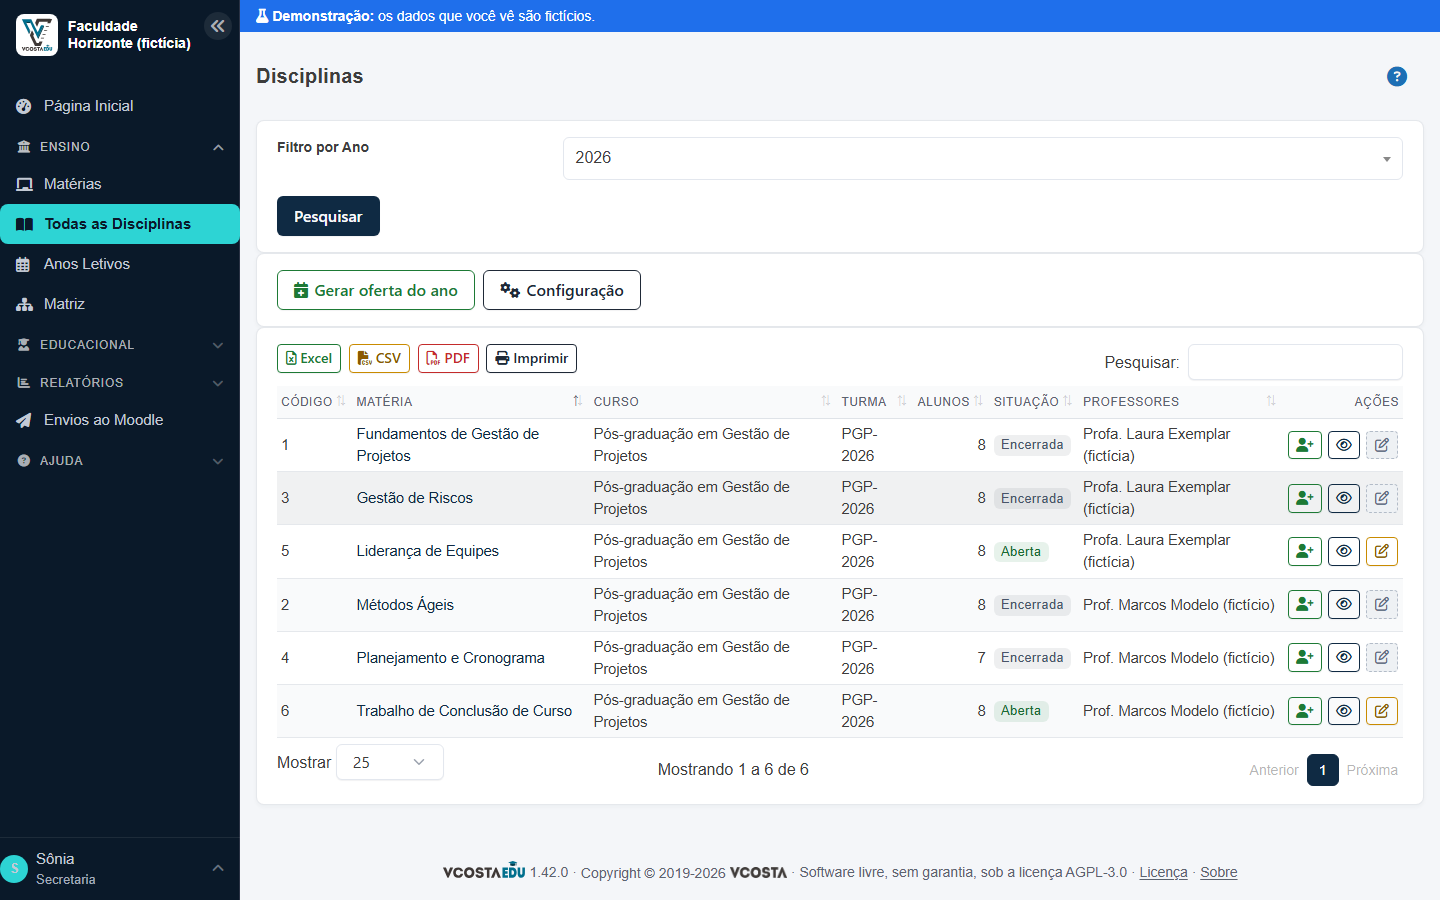 Faculdade
Horizonte (fictícia)
VCOSTAEDU
Demonstração: os dados que você vê são fictícios.
Página Inicial
ENSINO
Matérias
Todas as Disciplinas
Anos Letivos
Matriz
EDUCACIONAL
RELATÓRIOS
Envios ao Moodle
AJUDA
Sônia
Secretaria
S
Disciplinas
?
Filtro por Ano
2026
Pesquisar
Gerar oferta do ano
Configuração
Excel
CSV
PDF
Imprimir
Pesquisar:
CÓDIGO MATÉRIA CURSO TURMA ALUNOS SITUAÇÃO PROFESSORES AÇÕES
1 Fundamentos de Gestão de Projetos Pós-graduação em Gestão de Projetos PGP-2026 8 Encerrada Profa. Laura Exemplar (fictícia)
3 Gestão de Riscos Pós-graduação em Gestão de Projetos PGP-2026 8 Encerrada Profa. Laura Exemplar (fictícia)
5 Liderança de Equipes Pós-graduação em Gestão de Projetos PGP-2026 8 Aberta Profa. Laura Exemplar (fictícia)
2 Métodos Ágeis Pós-graduação em Gestão de Projetos PGP-2026 8 Encerrada Prof. Marcos Modelo (fictício)
4 Planejamento e Cronograma Pós-graduação em Gestão de Projetos PGP-2026 7 Encerrada Prof. Marcos Modelo (fictício)
6 Trabalho de Conclusão de Curso Pós-graduação em Gestão de Projetos PGP-2026 8 Aberta Prof. Marcos Modelo (fictício)
Mostrar 25
Mostrando 1 a 6 de 6
Anterior 1 Próxima
VCOSTAEDU 1.42.0 · Copyright © 2019-2026 VCOSTA · Software livre, sem garantia, sob a licença AGPL-3.0 · Licença · Sobre